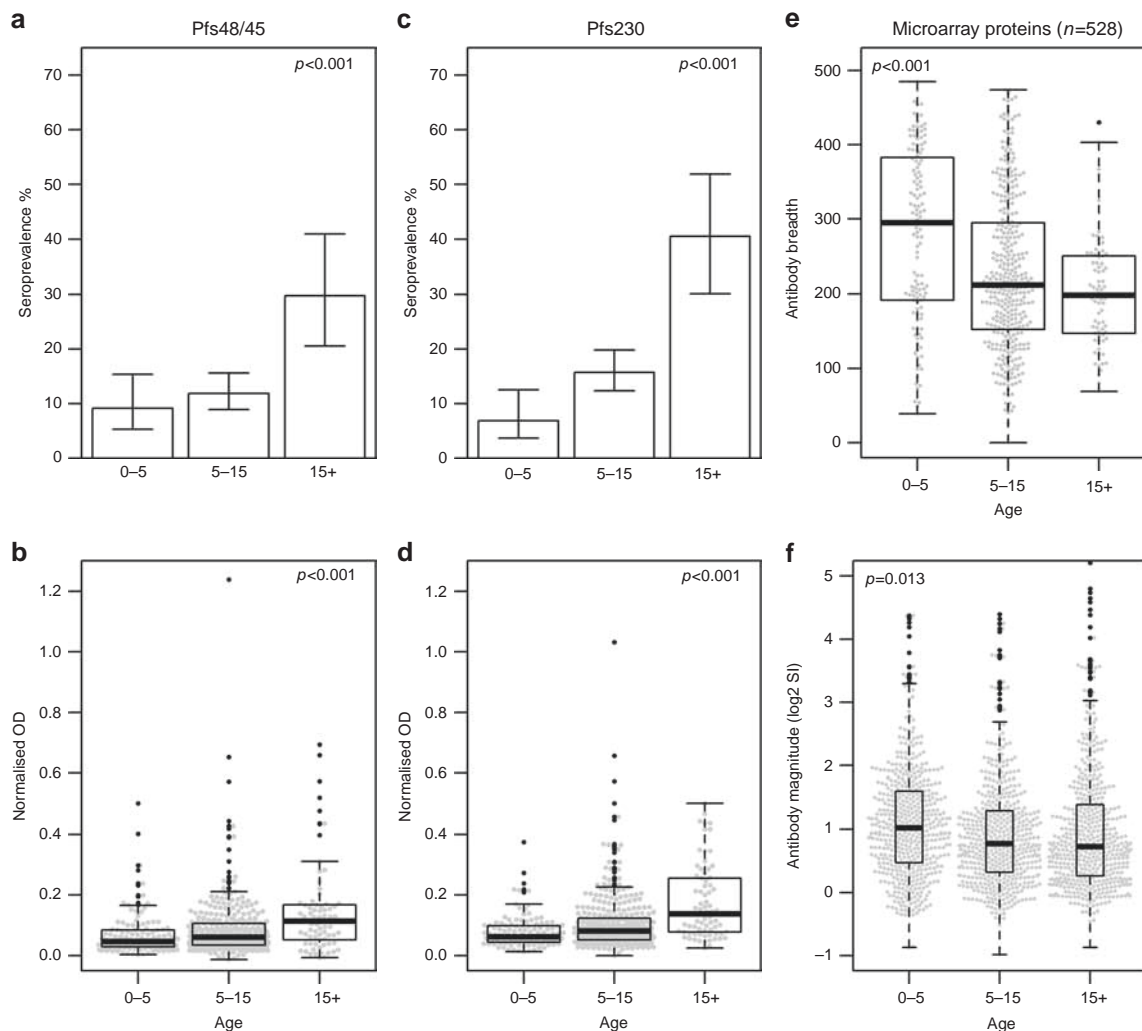 a
Pfs48/45
p<0.001
70
60
50
40
30
20
10
0
Seroprevalence %
0–5 5–15 15+
c
Pfs230
p<0.001
70
60
50
40
30
20
10
0
Seroprevalence %
0–5 5–15 15+
e
Microarray proteins (n=528)
p<0.001
500
400
300
200
100
0
Antibody breadth
0–5 5–15 15+
Age
b
p<0.001
1.2
1.0
0.8
0.6
0.4
0.2
0.0
Normalised OD
0–5 5–15 15+
Age
d
p<0.001
1.2
1.0
0.8
0.6
0.4
0.2
0.0
Normalised OD
0–5 5–15 15+
Age
f
p=0.013
5
4
3
2
1
0
–1
Antibody magnitude (log2 SI)
0–5 5–15 15+
Age